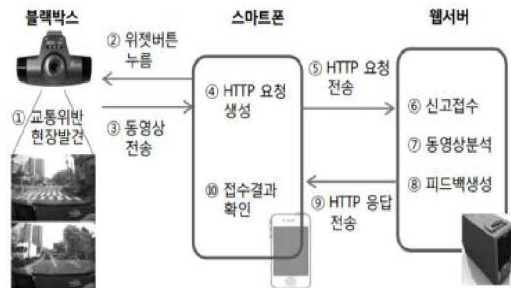 블랙박스
스마트폰
웹서버
② 위젯버튼
누름
① 교통위반
현장발견
③ 동영상
전송
④ HTTP 요청
생성
⑤ HTTP 요청
전송
⑥ 신고접수
⑦ 동영상분석
⑧ 피드백생성
⑨ HTTP 응답
전송
⑩ 접수결과
확인